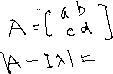 A = [ a b
c d ]
|A - Iλ| =